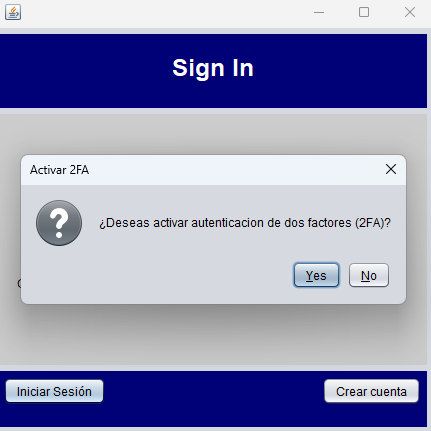 Sign In
Activar 2FA
¿Deseas activar autenticacion de dos factores (2FA)?
Yes
No
Iniciar Sesión
Crear cuenta